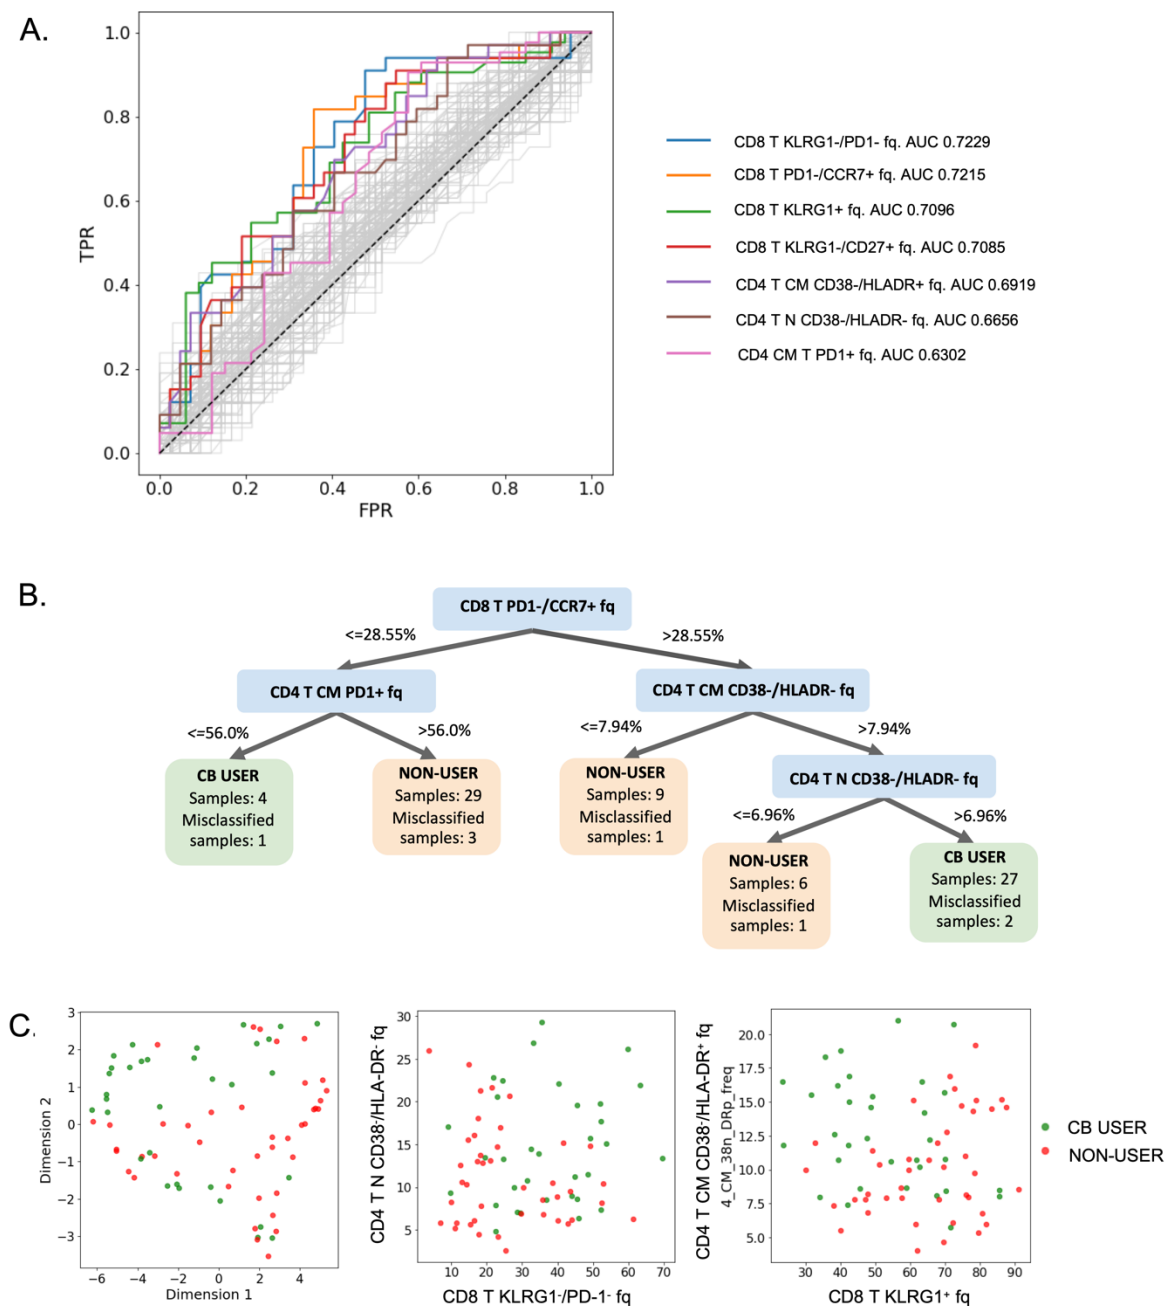 A.
1.0
0.8
0.6
0.4
0.2
0.0
TPR
0.0 0.2 0.4 0.6 0.8 1.0
FPR
CD8 T KLRG1-/PD1- fq. AUC 0.7229
CD8 T PD1-/CCR7+ fq. AUC 0.7215
CD8 T KLRG1+ fq. AUC 0.7096
CD8 T KLRG1-/CD27+ fq. AUC 0.7085
CD4 T CM CD38-/HLADR+ fq. AUC 0.6919
CD4 T N CD38-/HLADR- fq. AUC 0.6656
CD4 CM T PD1+ fq. AUC 0.6302
B.
CD8 T PD1-/CCR7+ fq
<=28.55%
>28.55%
CD4 T CM PD1+ fq
CD4 T CM CD38-/HLADR- fq
<=56.0%
>56.0%
<=7.94%
>7.94%
CB USER
Samples: 4
Misclassified
samples: 1
NON-USER
Samples: 29
Misclassified
samples: 3
NON-USER
Samples: 9
Misclassified
samples: 1
CD4 T N CD38-/HLADR- fq
<=6.96%
>6.96%
NON-USER
Samples: 6
Misclassified
samples: 1
CB USER
Samples: 27
Misclassified
samples: 2
C.
3
2
1
0
−1
−2
−3
Dimension 2
−6 −4 −2 0 2 4
Dimension 1
30
25
20
15
10
5
CD4 T N CD38-/HLA-DR- fq
10 20 30 40 50 60 70
CD8 T KLRG1-/PD-1- fq
20.0
17.5
15.0
12.5
10.0
7.5
5.0
CD4 T CM CD38-/HLA-DR+ fq
4_CM_38n_DRp_freq
30 40 50 60 70 80 90
CD8 T KLRG1+ fq
CB USER
NON-USER